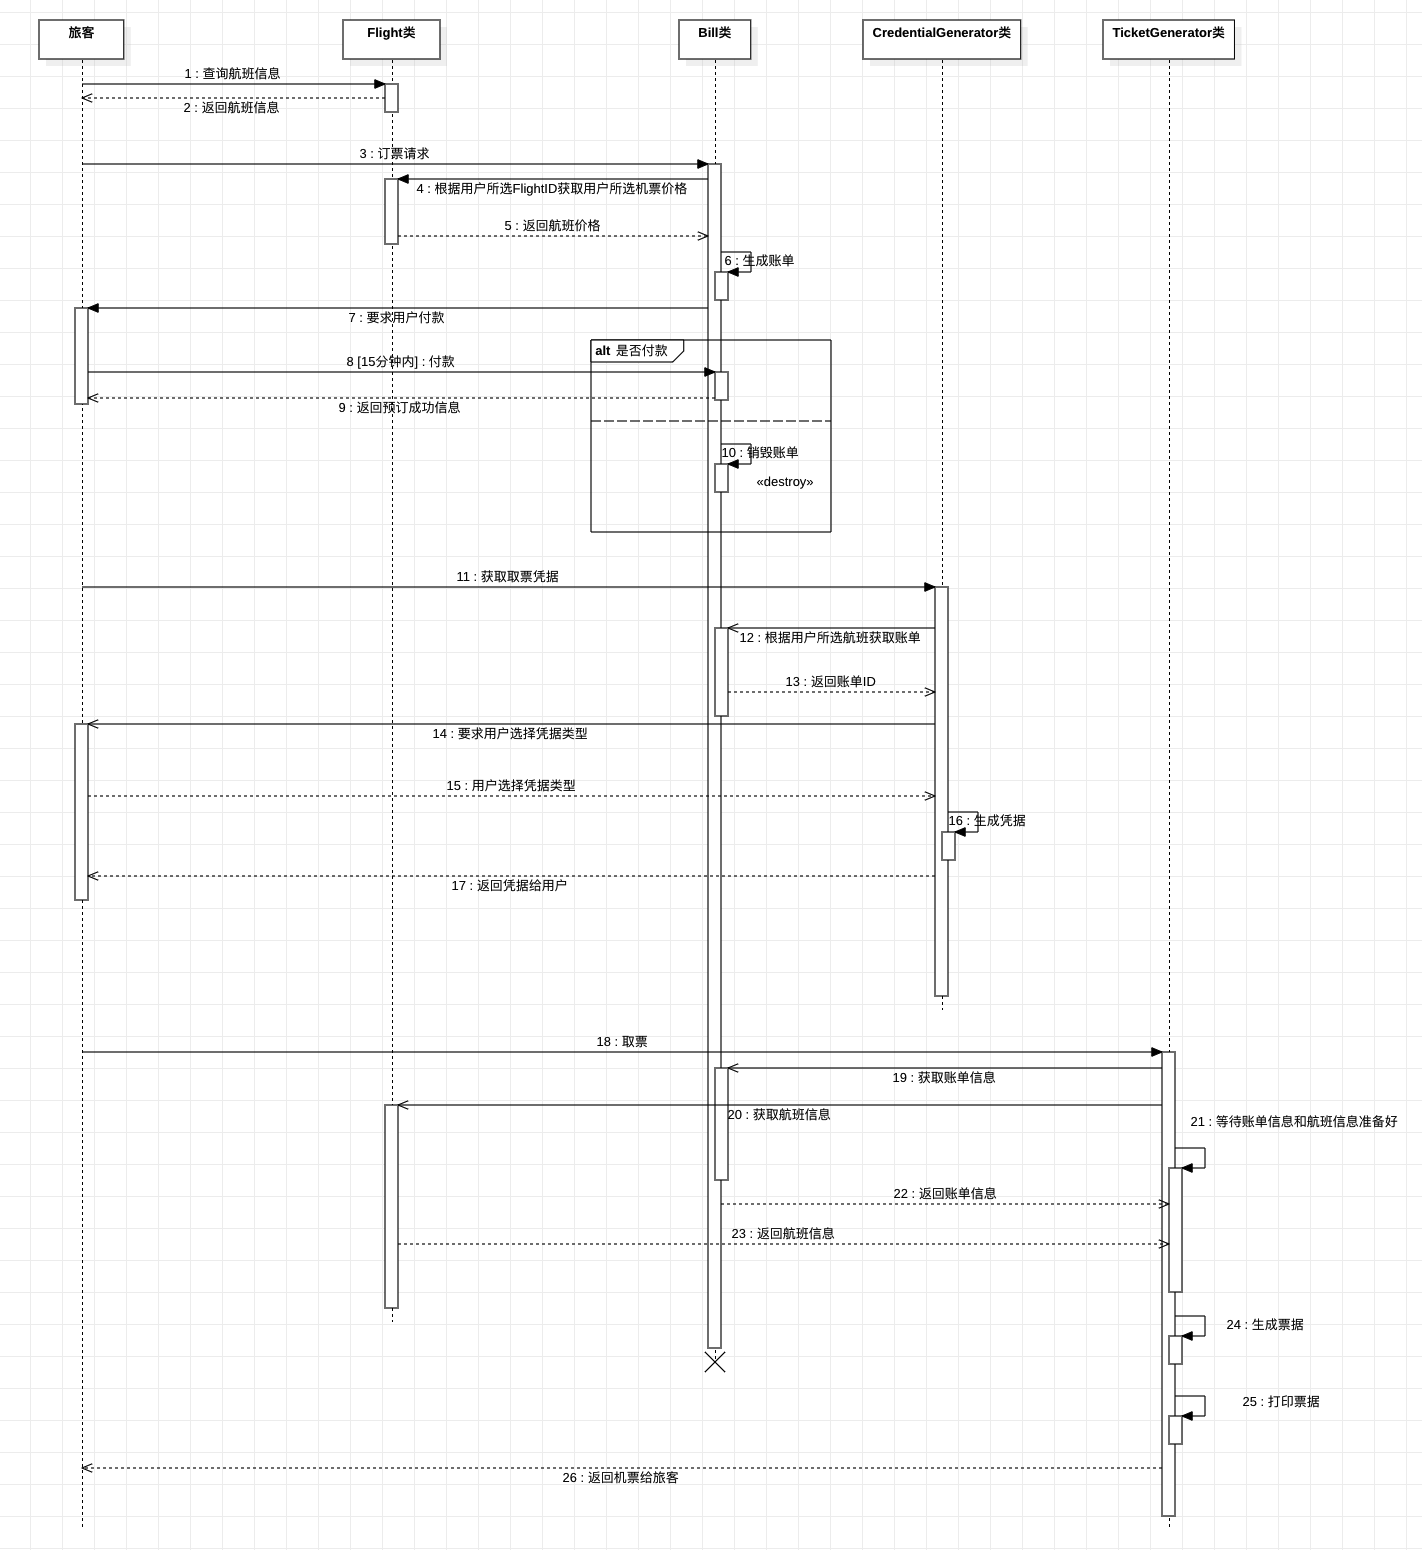 旅客
Flight类
Bill类
CredentialGenerator类
TicketGenerator类
1 : 查询航班信息
2 : 返回航班信息
3 : 订票请求
4 : 根据用户所选FlightID获取用户所选机票价格
5 : 返回航班价格
6 : 生成账单
7 : 要求用户付款
alt 是否付款
8 [15分钟内] : 付款
9 : 返回预订成功信息
10 : 销毁账单
«destroy»
11 : 获取取票凭据
12 : 根据用户所选航班获取账单
13 : 返回账单ID
14 : 要求用户选择凭据类型
15 : 用户选择凭据类型
16 : 生成凭据
17 : 返回凭据给用户
18 : 取票
19 : 获取账单信息
20 : 获取航班信息
21 : 等待账单信息和航班信息准备好
22 : 返回账单信息
23 : 返回航班信息
24 : 生成票据
25 : 打印票据
26 : 返回机票给旅客